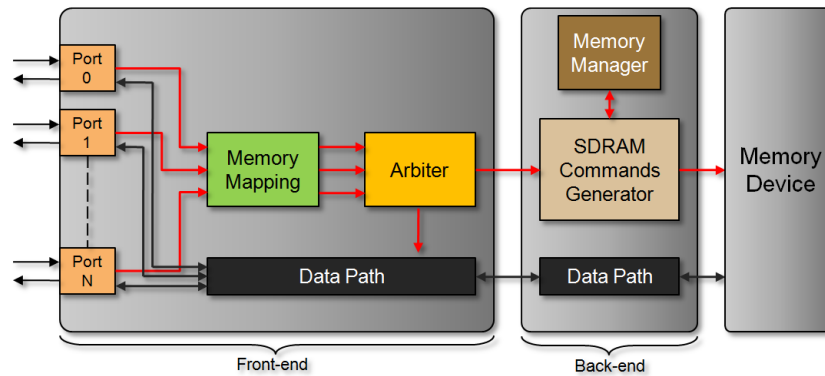 Port
0
Port
1
Port
N
Memory
Mapping
Arbiter
Data Path
Front-end
Memory
Manager
SDRAM
Commands
Generator
Data Path
Back-end
Memory
Device